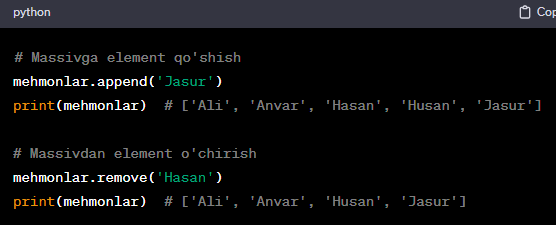 python
Cop
# Massivga element qo'shish
mehmonlar.append('Jasur')
print(mehmonlar)  # ['Ali', 'Anvar', 'Hasan', 'Husan', 'Jasur']
# Massivdan element o'chirish
mehmonlar.remove('Hasan')
print(mehmonlar)  # ['Ali', 'Anvar', 'Husan', 'Jasur']